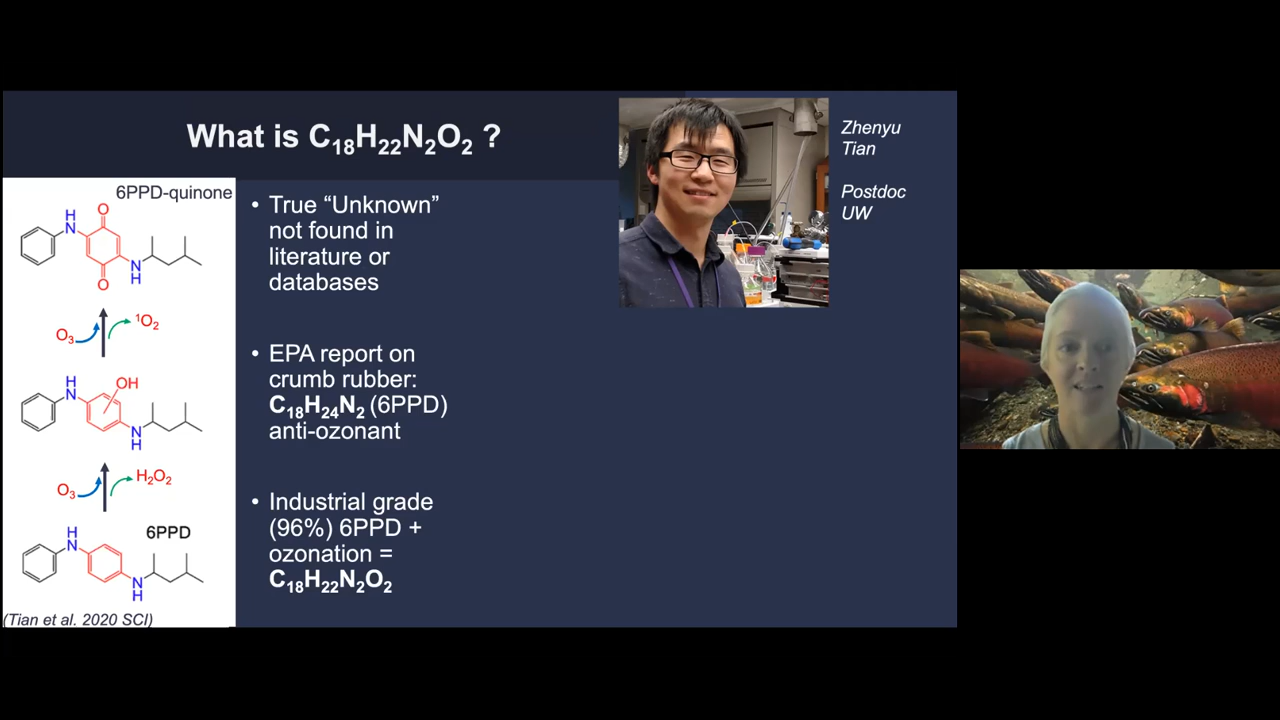 What is C₁₈H₂₂N₂O₂ ?
Zhenyu
Tian
Postdoc
UW
6PPD-quinone
O
H
N
O
N
H
O₃
¹O₂
H
N
OH
N
H
O₃
H₂O₂
6PPD
H
N
N
H
(Tian et al. 2020 SCI)
• True “Unknown”
not found in
literature or
databases
• EPA report on
crumb rubber:
C₁₈H₂₄N₂ (6PPD)
anti-ozonant
• Industrial grade
(96%) 6PPD +
ozonation =
C₁₈H₂₂N₂O₂